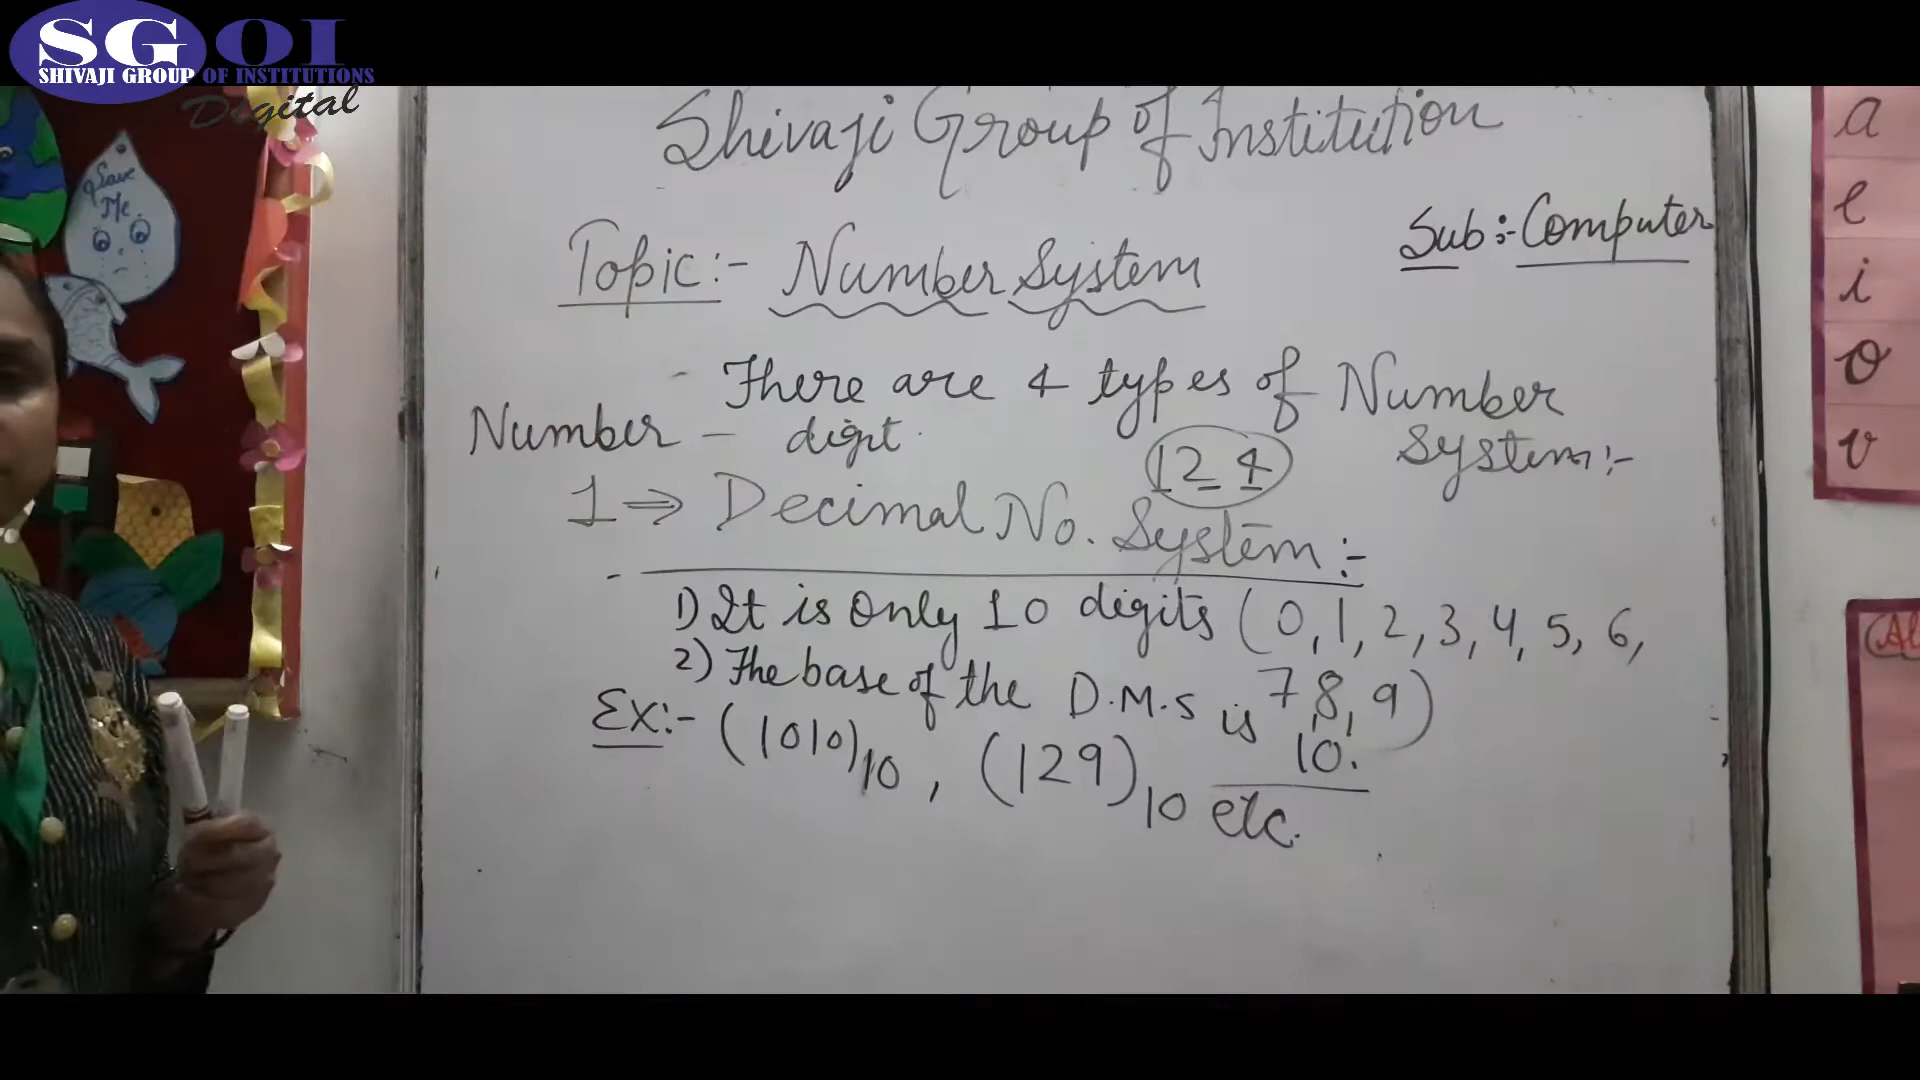 SGOI
SHIVAJI GROUP OF INSTITUTIONS
Digital
Save Me
Shivaji Group of Institution
Sub:- Computer
Topic:- Number System
There are 4 types of Number
System:-
Number - digit
124
1 ⇒ Decimal No. System:-
1) It is only 10 digits (0, 1, 2, 3, 4, 5, 6,
7, 8, 9)
2) The base of the D.M.S is
10.
Ex:- (1010)10, (129)10 etc.
a
e
i
o
v